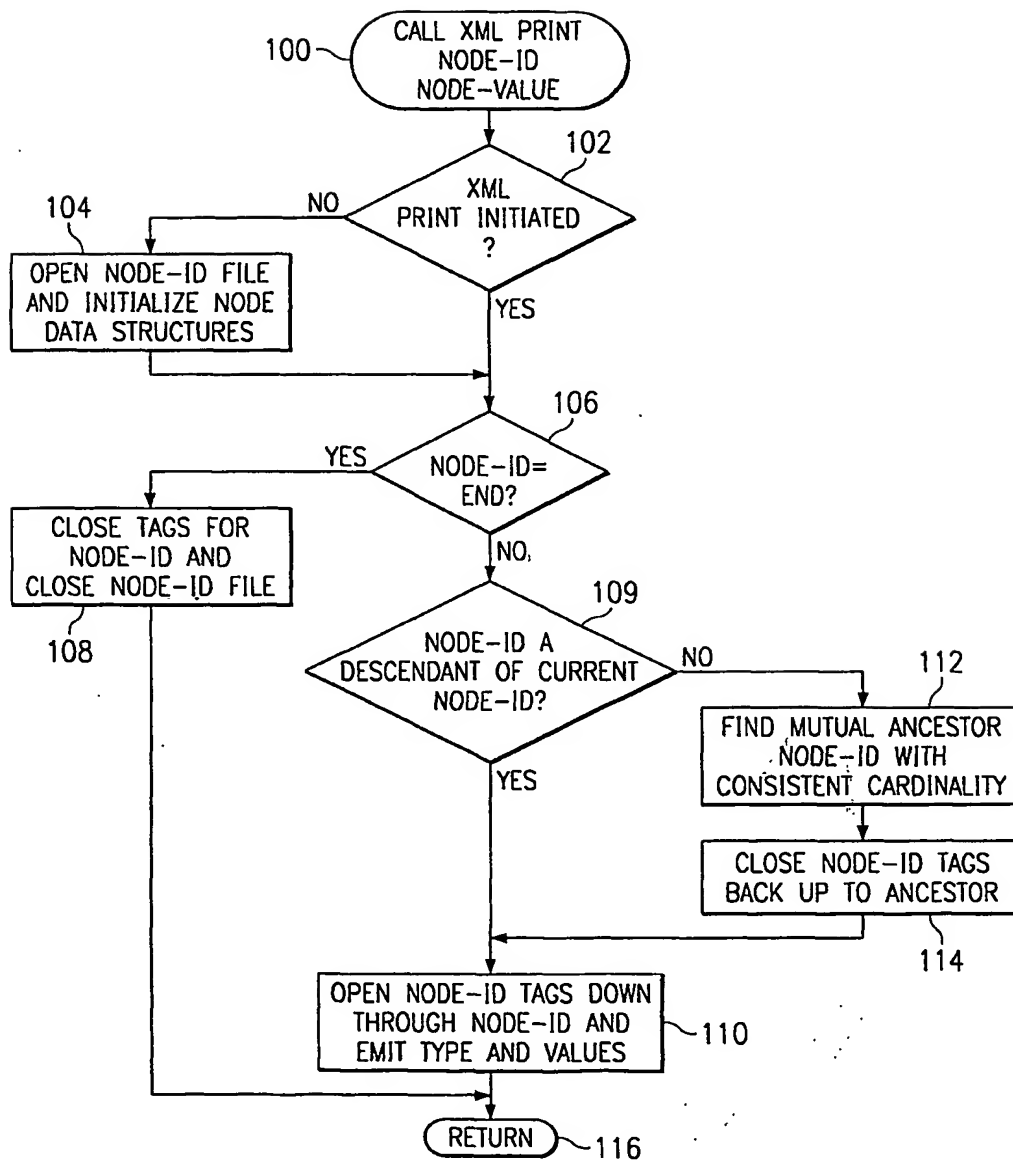 CALL XML PRINT
NODE-ID
NODE-VALUE
100
102
XML
PRINT INITIATED
?
NO
104
OPEN NODE-ID FILE
AND INITIALIZE NODE
DATA STRUCTURES
YES
106
YES
NODE-ID=
END?
CLOSE TAGS FOR
NODE-ID AND
CLOSE NODE-ID FILE
108
NO
109
NODE-ID A
DESCENDANT OF CURRENT
NODE-ID?
NO
112
FIND MUTUAL ANCESTOR
NODE-ID WITH
CONSISTENT CARDINALITY
YES
CLOSE NODE-ID TAGS
BACK UP TO ANCESTOR
114
OPEN NODE-ID TAGS DOWN
THROUGH NODE-ID AND
EMIT TYPE AND VALUES
110
RETURN
116